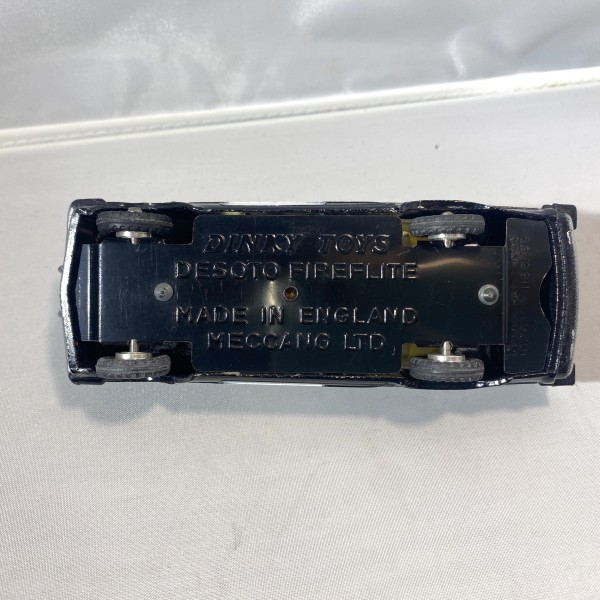 DINKY TOYS
DESOTO FIREFLITE
MADE IN ENGLAND
MECCANO LTD